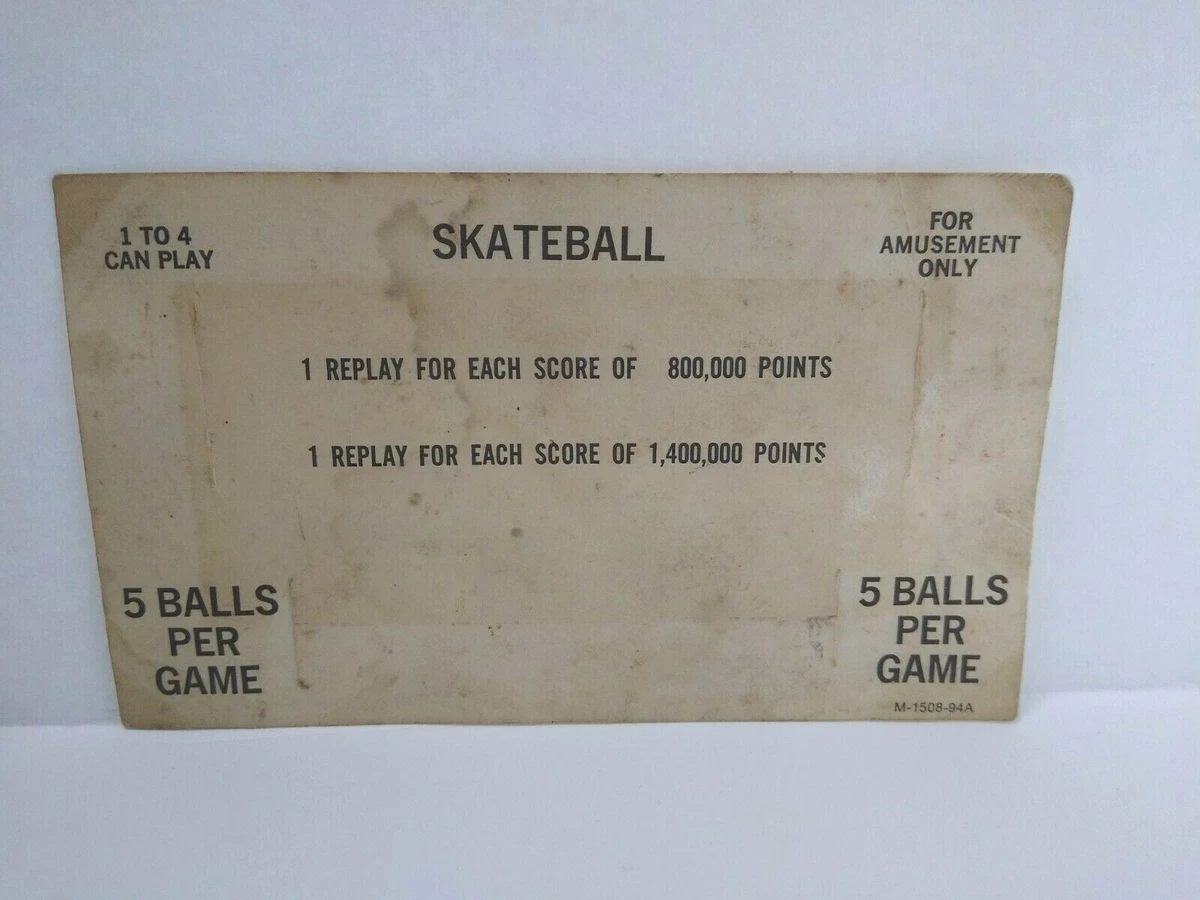 1 TO 4
CAN PLAY
SKATEBALL
FOR
AMUSEMENT
ONLY
1 REPLAY FOR EACH SCORE OF 800,000 POINTS
1 REPLAY FOR EACH SCORE OF 1,400,000 POINTS
5 BALLS
PER
GAME
5 BALLS
PER
GAME
M-1508-94A